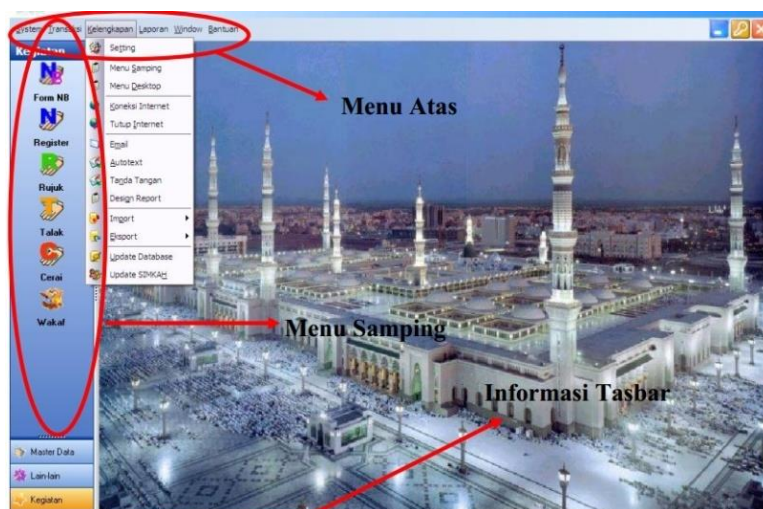 System Transaksi Kelengkapan Laporan Window Bantuan
Kegiatan
Form NB
Register
Rujuk
Talak
Cerai
Wakaf
Master Data
Lain-lain
Kegiatan
Setting
Menu Samping
Menu Desktop
Koneksi Internet
Tutup Internet
Email
Autotext
Tanda Tangan
Design Report
Import
Eksport
Update Database
Update SIMKAH
Menu Atas
Menu Samping
Informasi Tasbar